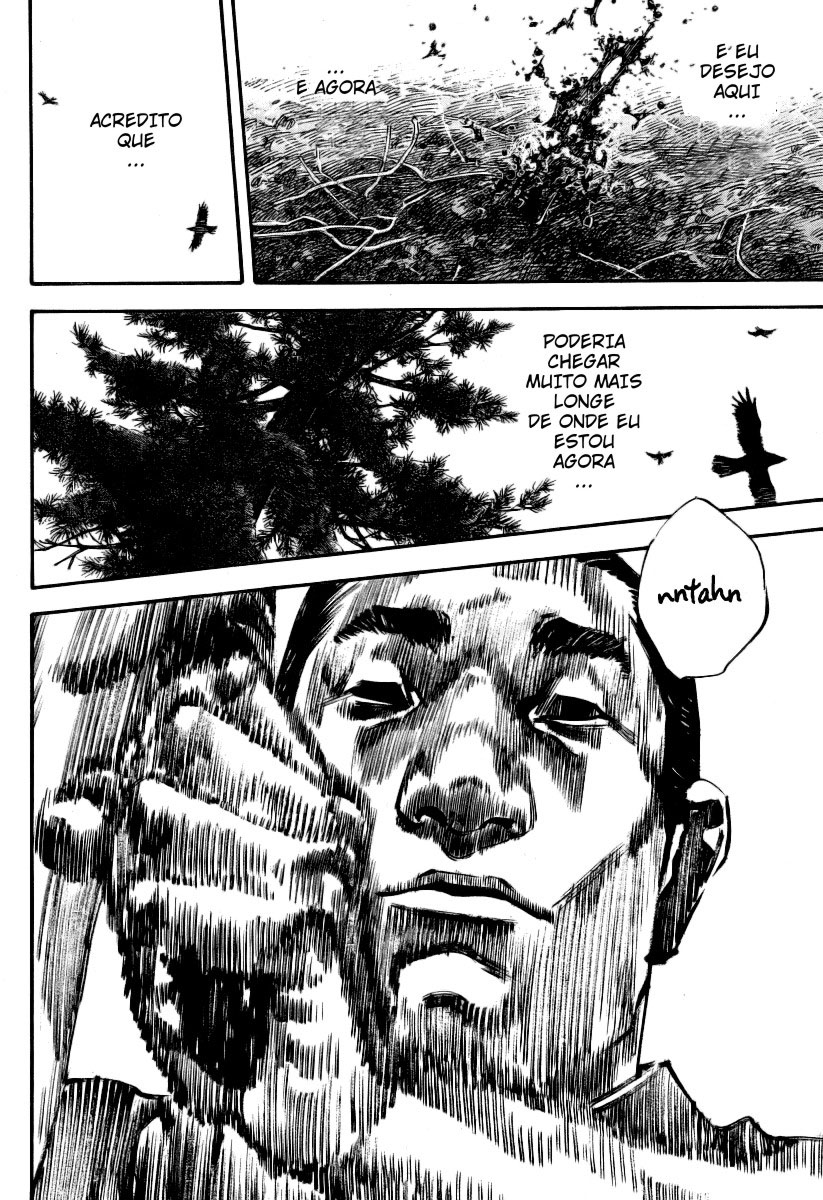 E EU
DESEJO
AQUI
...
...
E AGORA
ACREDITO
QUE
...
PODERIA
CHEGAR
MUITO MAIS
LONGE
DE ONDE EU
ESTOU
AGORA
...
nntahn